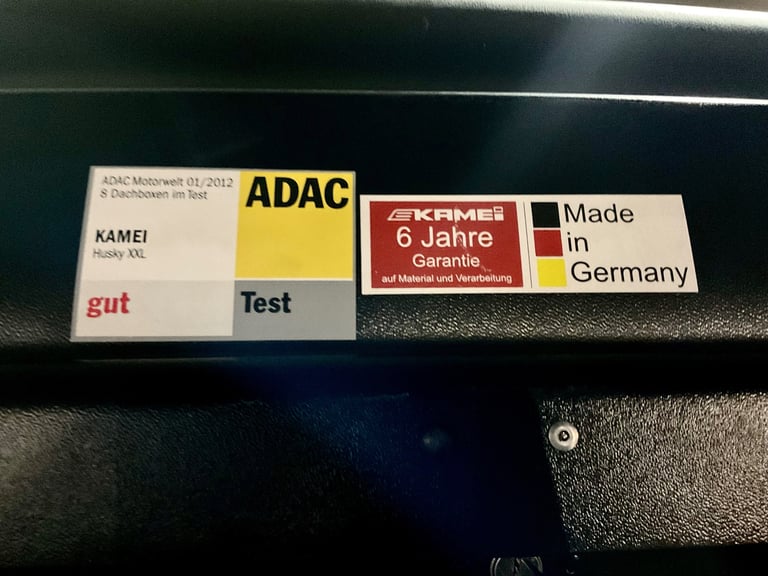 ADAC Motorwelt 01/2012
8 Dachboxen im Test
KAMEI
Husky XXL
gut
ADAC
Test
KAMEI
6 Jahre
Garantie
auf Material und Verarbeitung
Made
in
Germany